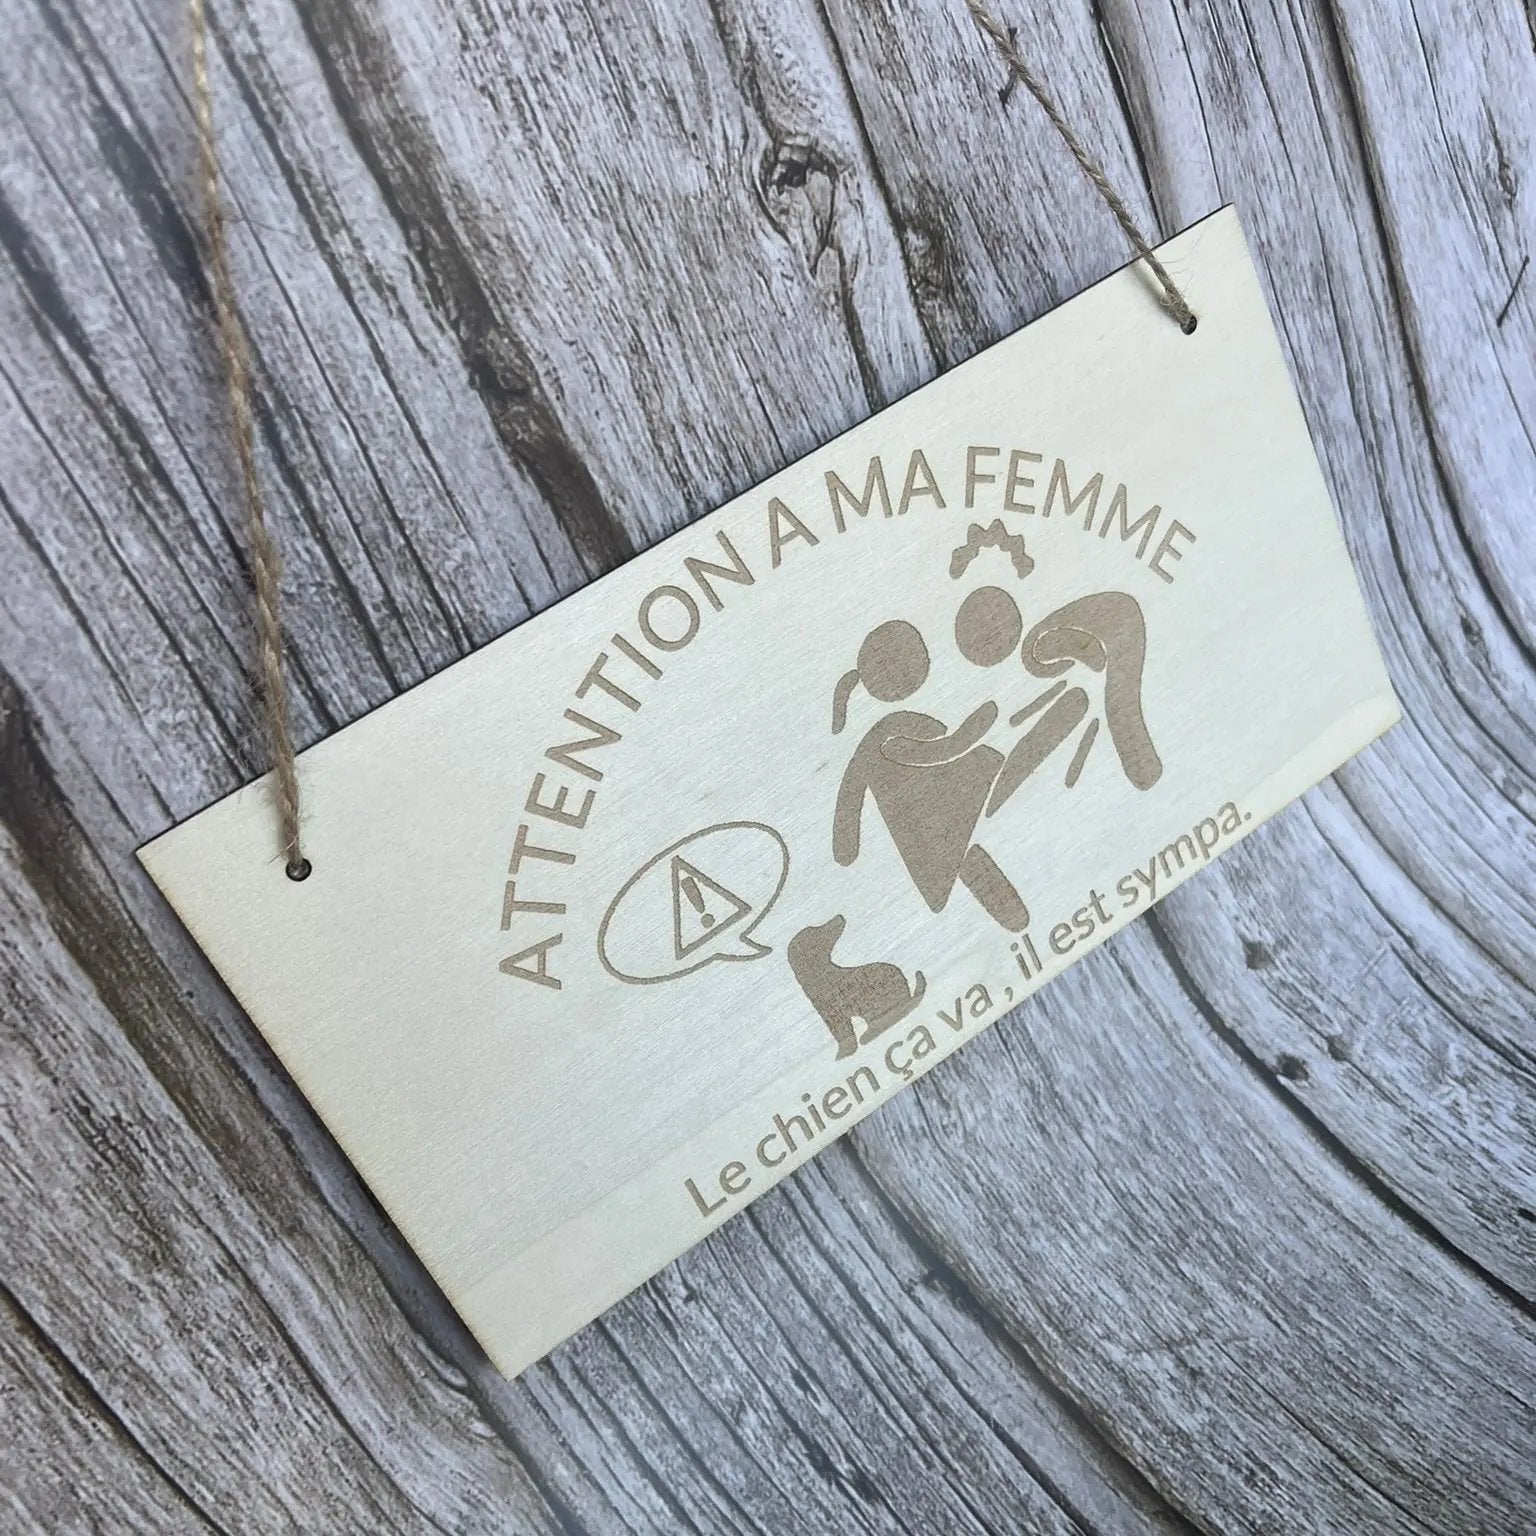 ATTENTION A MA FEMME
Le chien ça va , il est sympa.